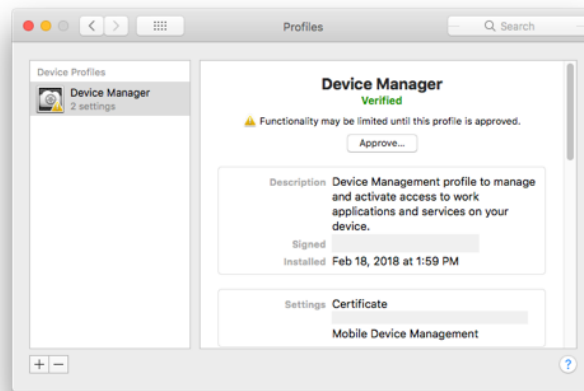 Profiles
Search
Device Profiles
Device Manager
2 settings
Device Manager
Verified
Functionality may be limited until this profile is approved.
Approve...
Description Device Management profile to manage
and activate access to work
applications and services on your
device.
Signed
Installed Feb 18, 2018 at 1:59 PM
Settings Certificate
Mobile Device Management
+ −
?